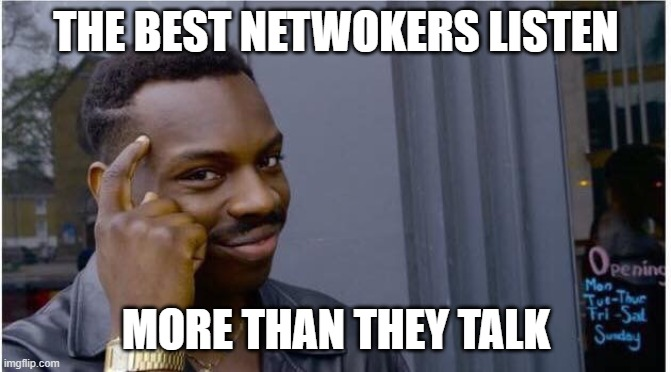 THE BEST NETWOKERS LISTEN
Opening
Mon
Tue-Thur
Fri-Sat
Sunday
MORE THAN THEY TALK
imgflip.com